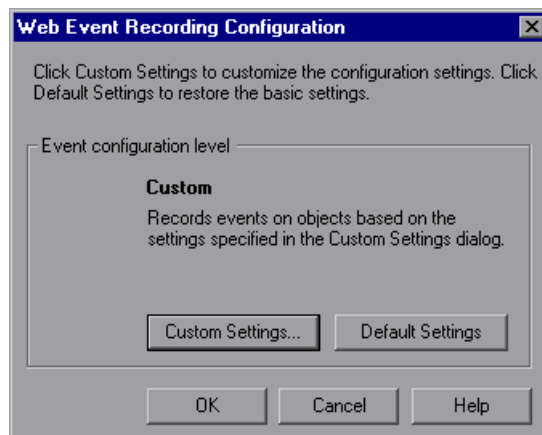 Web Event Recording Configuration
Click Custom Settings to customize the configuration settings. Click
Default Settings to restore the basic settings.
Event configuration level
Custom
Records events on objects based on the
settings specified in the Custom Settings dialog.
Custom Settings...
Default Settings
OK
Cancel
Help